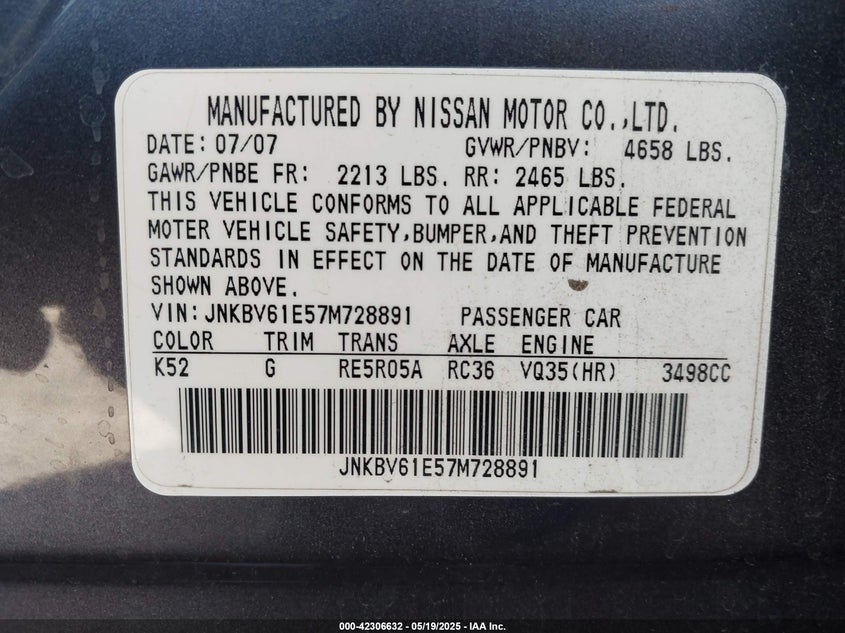 MANUFACTURED BY NISSAN MOTOR CO.,LTD.
DATE: 07/07 GVWR/PNBV: 4658 LBS.
GAWR/PNBE FR: 2213 LBS. RR: 2465 LBS.
THIS VEHICLE CONFORMS TO ALL APPLICABLE FEDERAL
MOTER VEHICLE SAFETY,BUMPER,AND THEFT PREVENTION
STANDARDS IN EFFECT ON THE DATE OF MANUFACTURE
SHOWN ABOVE.
VIN:JNKBV61E57M728891 PASSENGER CAR
COLOR TRIM TRANS AXLE ENGINE
K52 G RE5R05A RC36 VQ35(HR) 3498CC
JNKBV61E57M728891
000-42306632 - 05/19/2025 - IAA Inc.